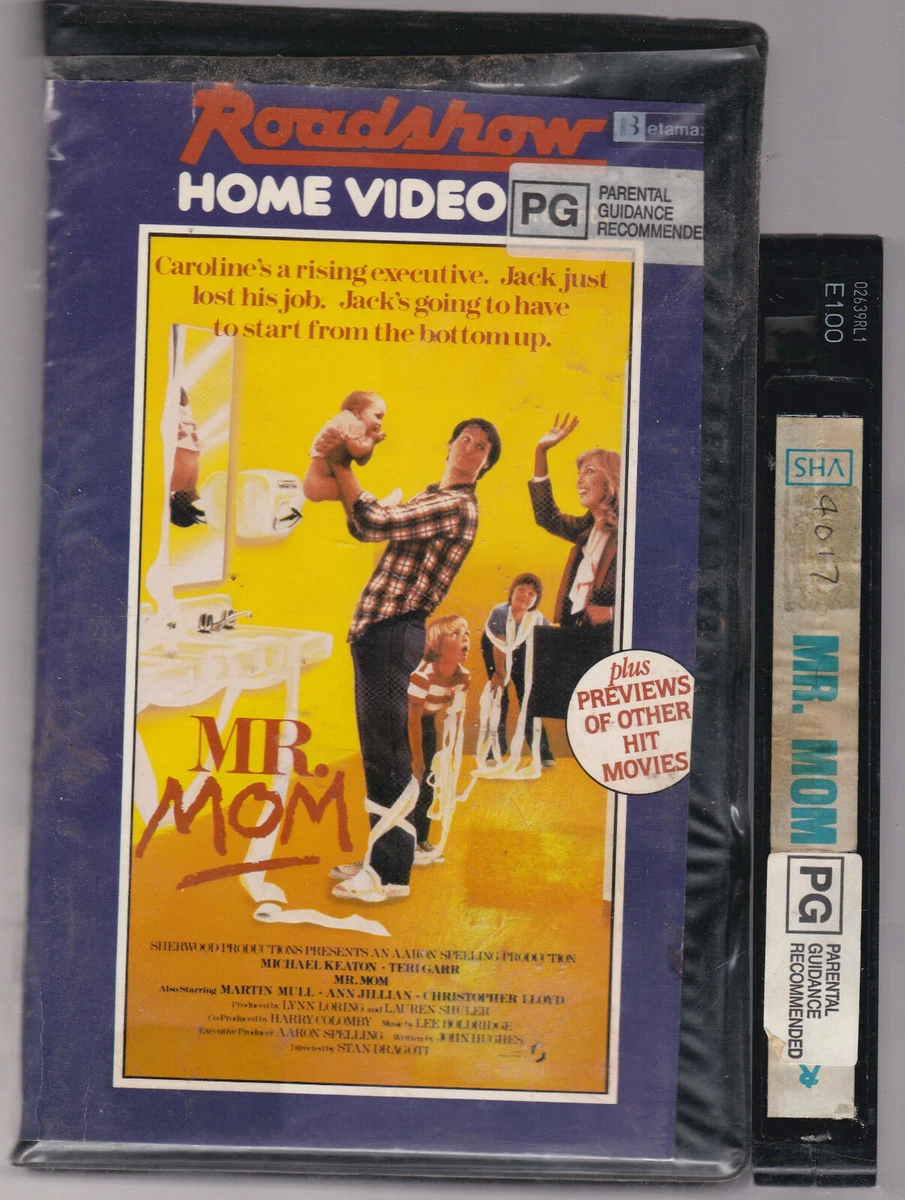 Roadshow
Betamax
HOME VIDEO
PG PARENTAL
GUIDANCE
RECOMMENDE
Caroline's a rising executive. Jack just
lost his job. Jack's going to have
to start from the bottom up.
plus
PREVIEWS
OF OTHER
HIT
MOVIES
MR.
MOM
SHERWOOD PRODUCTIONS PRESENTS AN AARON SPELLING PRODUCTION
MICHAEL KEATON · TERI GARR
MR. MOM
Also Starring MARTIN MULL · ANN JILLIAN · CHRISTOPHER LLOYD
Produced by LYNN LORING and LAUREN SHULER
Co-Produced by HARRY COLOMBY Music by LEE HOLDRIDGE
Executive Producer AARON SPELLING Written by JOHN HUGHES
Directed by STAN DRAGOTI
02639RL1
E1.00
VHS
4017
MR. MOM
PG PARENTAL
GUIDANCE
RECOMMENDED